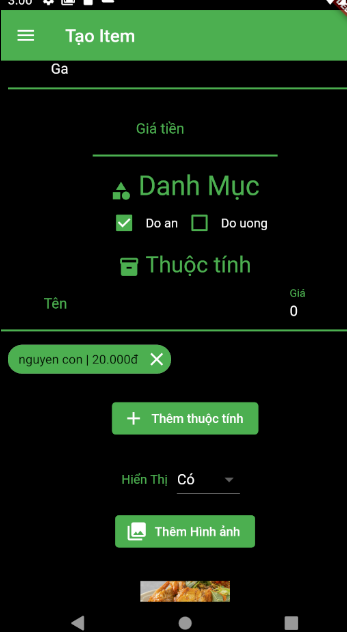 3:00
Tạo Item
Ga
Giá tiền
Danh Mục
Do an Do uong
Thuộc tính
Tên
Giá
0
nguyen con | 20.000đ
Thêm thuộc tính
Hiển Thị Có
Thêm Hình ảnh